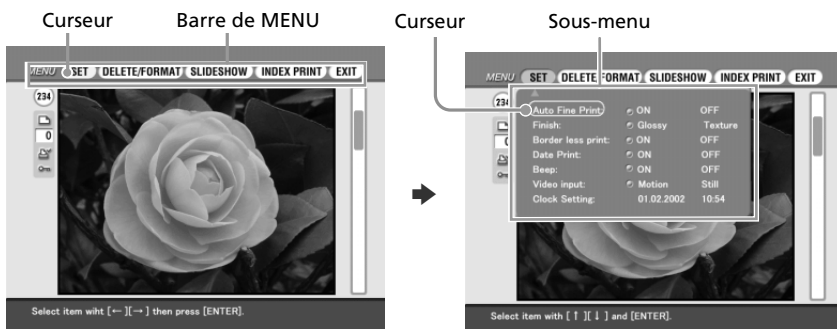 Curseur
Barre de MENU
MENU SET DELETE/FORMAT SLIDESHOW INDEX PRINT EXIT
234
0
Select item wiht [←][→] then press [ENTER].
Curseur
Sous-menu
MENU SET DELETE/FORMAT SLIDESHOW INDEX PRINT EXIT
234
Auto Fine Print: ON OFF
Finish: Glossy Texture
Border less print: ON OFF
Date Print: ON OFF
Beep: ON OFF
Video input: Motion Still
Clock Setting: 01.02.2002 10:54
Select item with [↑][↓] and [ENTER].